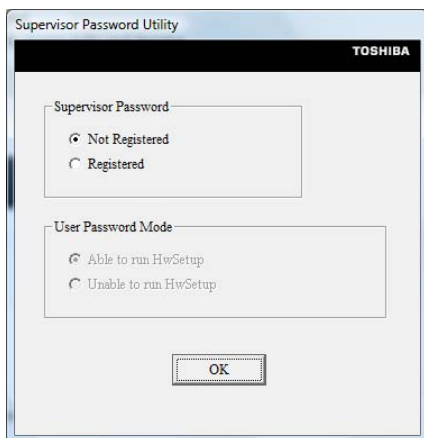 Supervisor Password Utility
TOSHIBA
Supervisor Password
Not Registered
Registered
User Password Mode
Able to run HwSetup
Unable to run HwSetup
OK